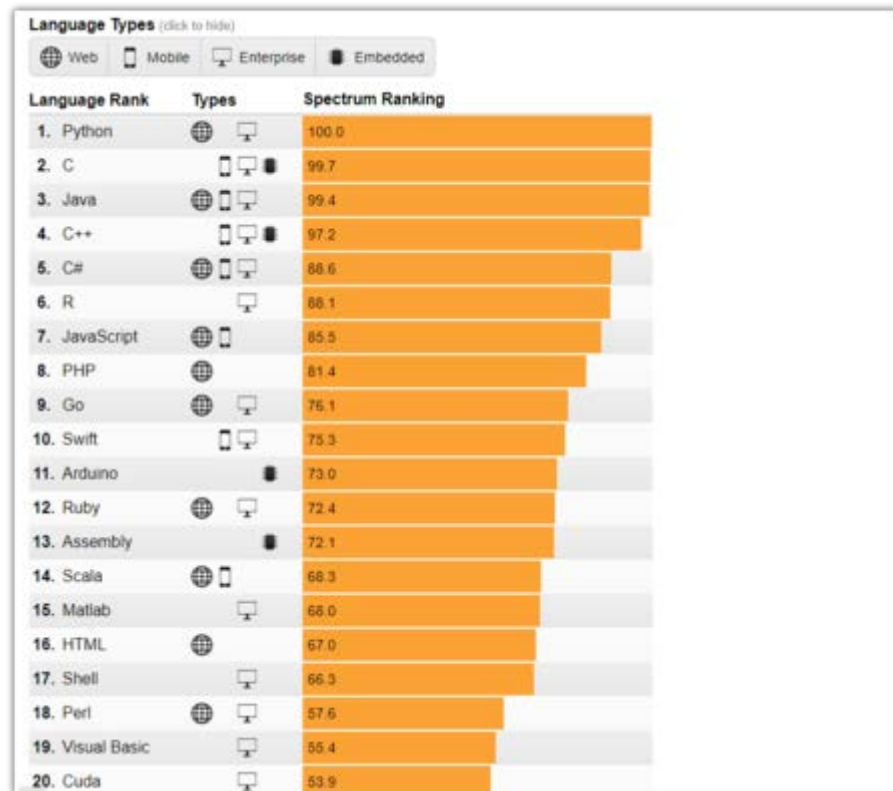 Language Types (click to hide)
Web Mobile Enterprise Embedded
Language Rank Types Spectrum Ranking
1. Python 100.0
2. C 99.7
3. Java 99.4
4. C++ 97.2
5. C# 88.6
6. R 88.1
7. JavaScript 85.5
8. PHP 81.4
9. Go 76.1
10. Swift 75.3
11. Arduino 73.0
12. Ruby 72.4
13. Assembly 72.1
14. Scala 68.3
15. Matlab 68.0
16. HTML 67.0
17. Shell 66.3
18. Perl 57.6
19. Visual Basic 55.4
20. Cuda 53.9